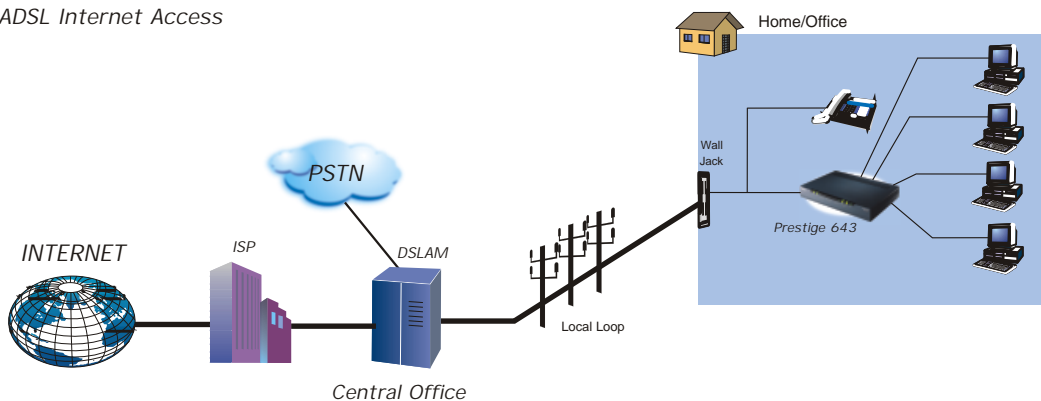 ADSL Internet Access
Home/Office
Wall
Jack
PSTN
Prestige 643
INTERNET
ISP
DSLAM
Local Loop
Central Office